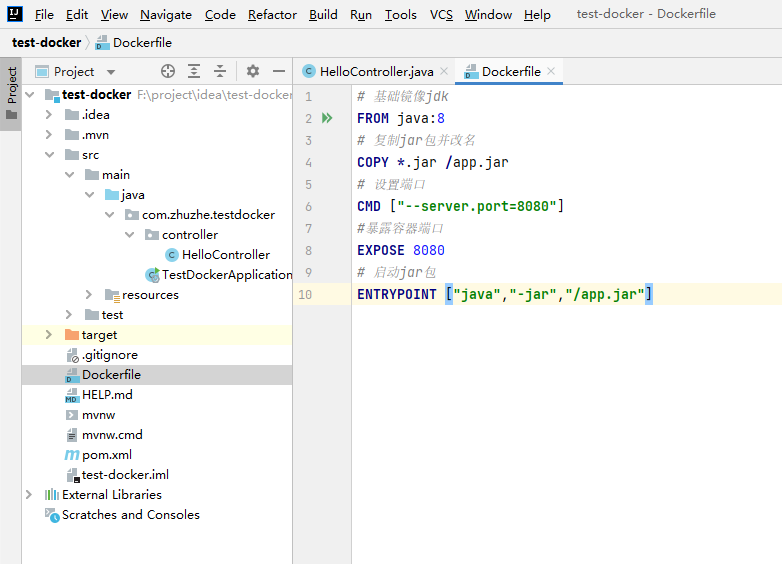 File Edit View Navigate Code Refactor Build Run Tools VCS Window Help test-docker - Dockerfile
test-docker Dockerfile
Project
Project
HelloController.java
Dockerfile
test-docker F:\project\idea\test-docker
.idea
.mvn
src
main
java
com.zhuzhe.testdocker
controller
HelloController
TestDockerApplication
resources
test
target
.gitignore
Dockerfile
HELP.md
mvnw
mvnw.cmd
pom.xml
test-docker.iml
External Libraries
Scratches and Consoles
1 # 基础镜像jdk
2 FROM java:8
3 # 复制jar包并改名
4 COPY *.jar /app.jar
5 # 设置端口
6 CMD ["--server.port=8080"]
7 #暴露容器端口
8 EXPOSE 8080
9 # 启动jar包
10 ENTRYPOINT ["java","-jar","/app.jar"]